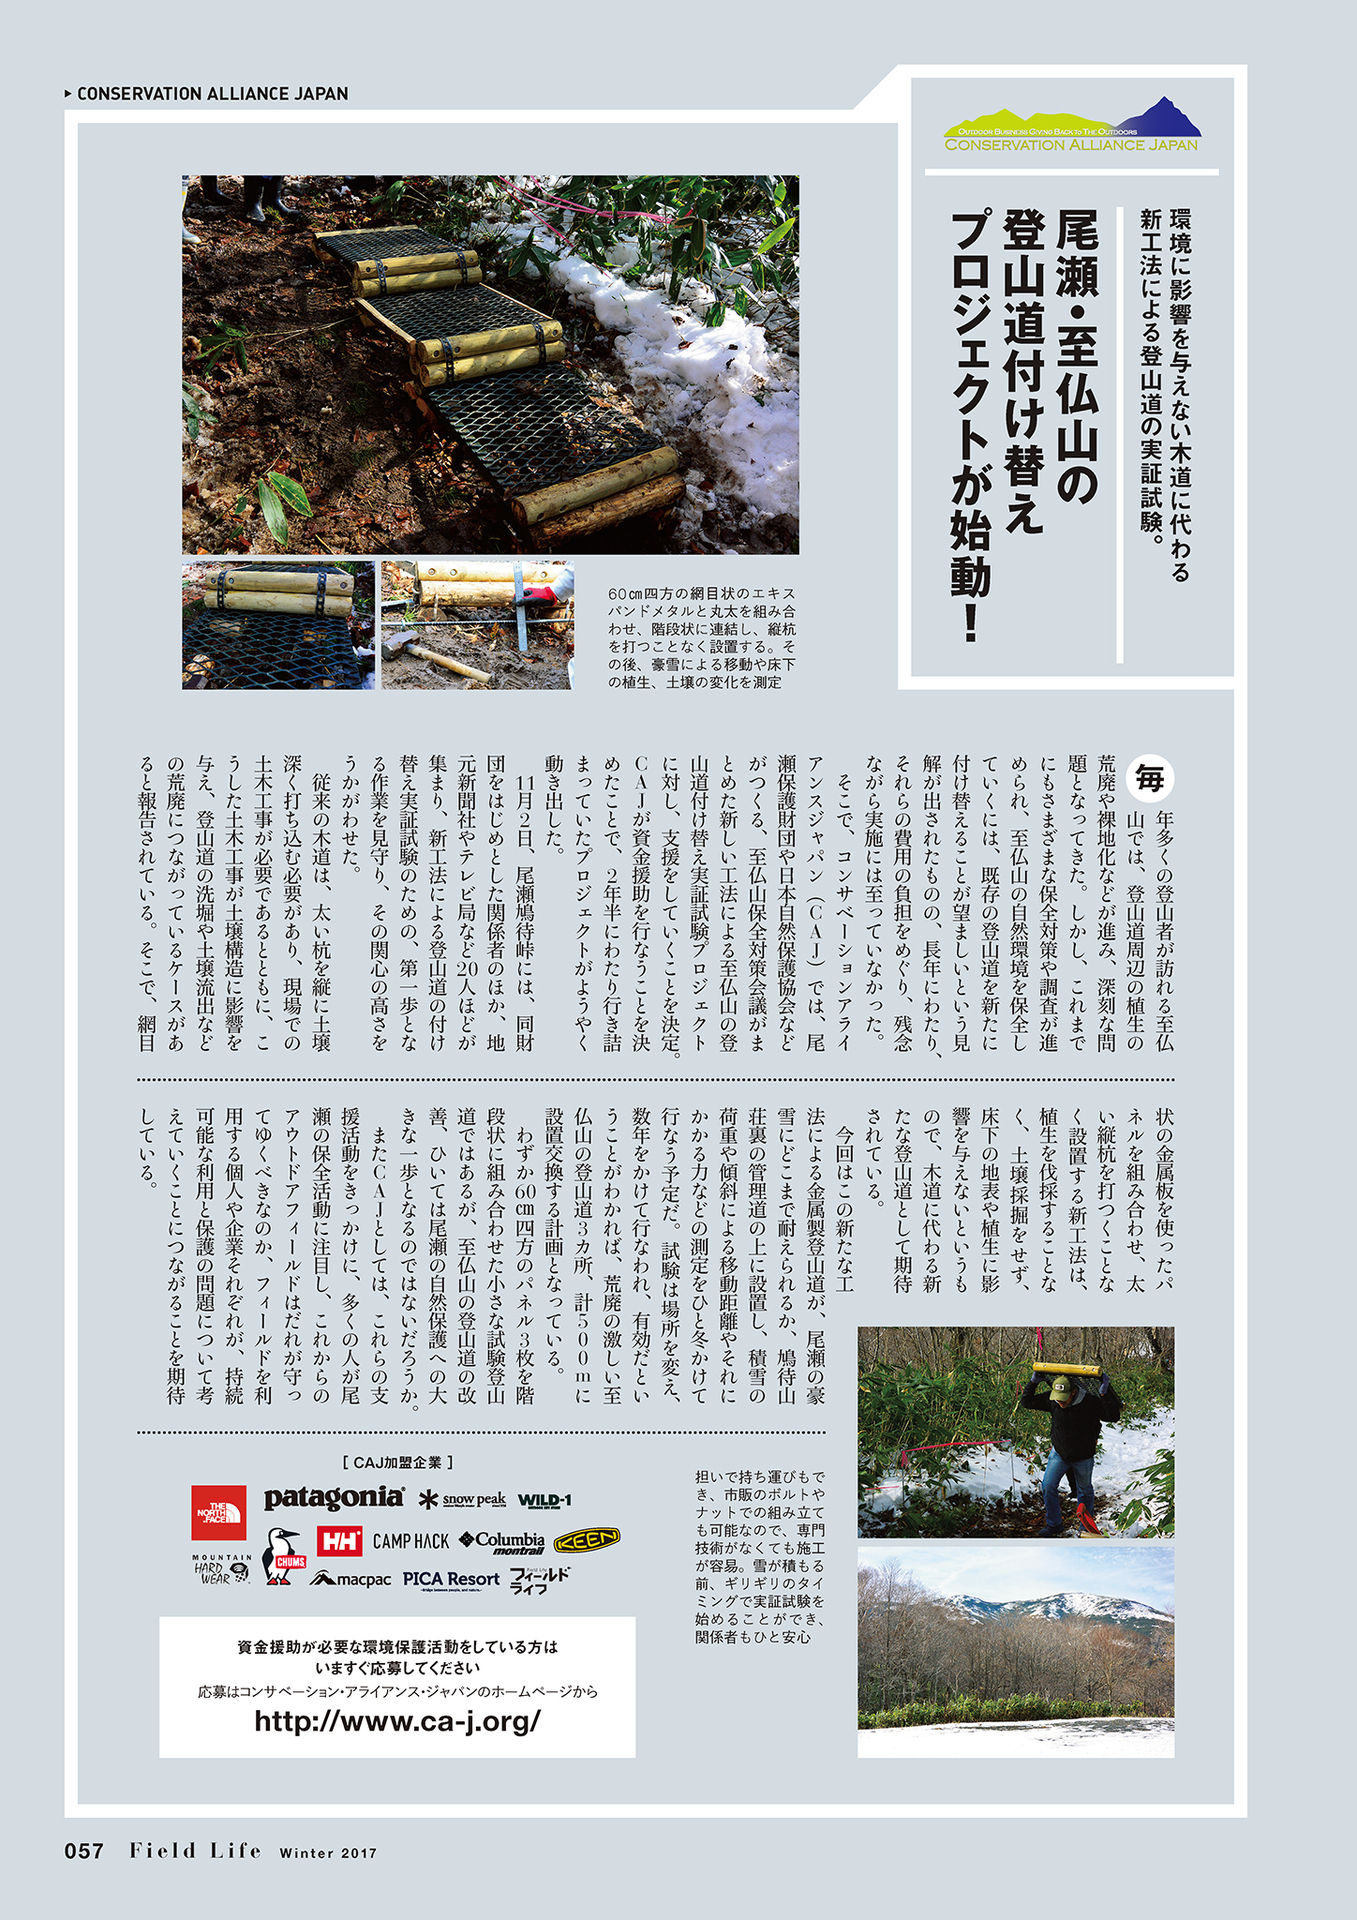 ▶ CONSERVATION ALLIANCE JAPAN
OUTDOOR BUSINESS GIVING BACK TO THE OUTDOORS
CONSERVATION ALLIANCE JAPAN
環境に影響を与えない木道に代わる
新工法による登山道の実証試験。
尾瀬・至仏山の
登山道付け替え
プロジェクトが始動！
60㎝四方の網目状のエキス
パンドメタルと丸太を組み合
わせ、階段状に連結し、縦杭
を打つことなく設置する。そ
の後、豪雪による移動や床下
の植生、土壌の変化を測定
毎年多くの登山者が訪れる至仏
山では、登山道周辺の植生の
荒廃や裸地化などが進み、深刻な問
題となってきた。しかし、これまで
にもさまざまな保全対策や調査が進
められ、至仏山の自然環境を保全し
ていくには、既存の登山道を新たに
付け替えることが望ましいという見
解が出されたものの、長年にわたり、
それらの費用の負担をめぐり、残念
ながら実施には至っていなかった。
そこで、コンサベーションアライ
アンスジャパン（CAJ）では、尾
瀬保護財団や日本自然保護協会など
がつくる、至仏山保全対策会議がま
とめた新しい工法による至仏山の登
山道付け替え実証試験プロジェクト
に対し、支援をしていくことを決定。
CAJが資金援助を行なうことを決
めたことで、2年半にわたり行き詰
まっていたプロジェクトがようやく
動き出した。
11月2日、尾瀬鳩待峠には、同財
団をはじめとした関係者のほか、地
元新聞社やテレビ局など20人ほどが
集まり、新工法による登山道の付け
替え実証試験のための、第一歩とな
る作業を見守り、その関心の高さを
うかがわせた。
従来の木道は、太い杭を縦に土壌
深く打ち込む必要があり、現場での
土木工事が必要であるとともに、こ
うした土木工事が土壌構造に影響を
与え、登山道の洗堀や土壌流出など
の荒廃につながっているケースがあ
ると報告されている。そこで、網目
状の金属板を使ったパ
ネルを組み合わせ、太
い縦杭を打つことな
く設置する新工法は、
植生を伐採することな
く、土壌採掘をせず、
床下の地表や植生に影
響を与えないというも
ので、木道に代わる新
たな登山道として期待
されている。
今回はこの新たな工
法による金属製登山道が、尾瀬の豪
雪にどこまで耐えられるか、鳩待山
荘裏の管理道の上に設置し、積雪の
荷重や傾斜による移動距離やそれに
かかる力などの測定をひと冬かけて
行なう予定だ。試験は場所を変え、
数年をかけて行なわれ、有効だとい
うことがわかれば、荒廃の激しい至
仏山の登山道3カ所、計500mに
設置交換する計画となっている。
わずか60㎝四方のパネル3枚を階
段状に組み合わせた小さな試験登山
道ではあるが、至仏山の登山道の改
善、ひいては尾瀬の自然保護への大
きな一歩となるのではないだろうか。
またCAJとしては、これらの支
援活動をきっかけに、多くの人が尾
瀬の保全活動に注目し、これからの
アウトドアフィールドはだれが守っ
てゆくべきなのか、フィールドを利
用する個人や企業それぞれが、持続
可能な利用と保護の問題について考
えていくことにつながることを期待
している。
担いで持ち運びもで
き、市販のボルトや
ナットでの組み立て
も可能なので、専門
技術がなくても施工
が容易。雪が積もる
前、ギリギリのタイ
ミングで実証試験を
始めることができ、
関係者もひと安心
[ CAJ加盟企業 ]
THE NORTH FACE
patagonia
snow peak
WILD-1
MOUNTAIN HARD WEAR
CHUMS
HH
CAMP HACK
Columbia montrail
KEEN
macpac
PICA Resort
フィールドライフ
資金援助が必要な環境保護活動をしている方は
いますぐ応募してください
応募はコンサベーション・アライアンス・ジャパンのホームページから
http://www.ca-j.org/
057 Field Life Winter 2017